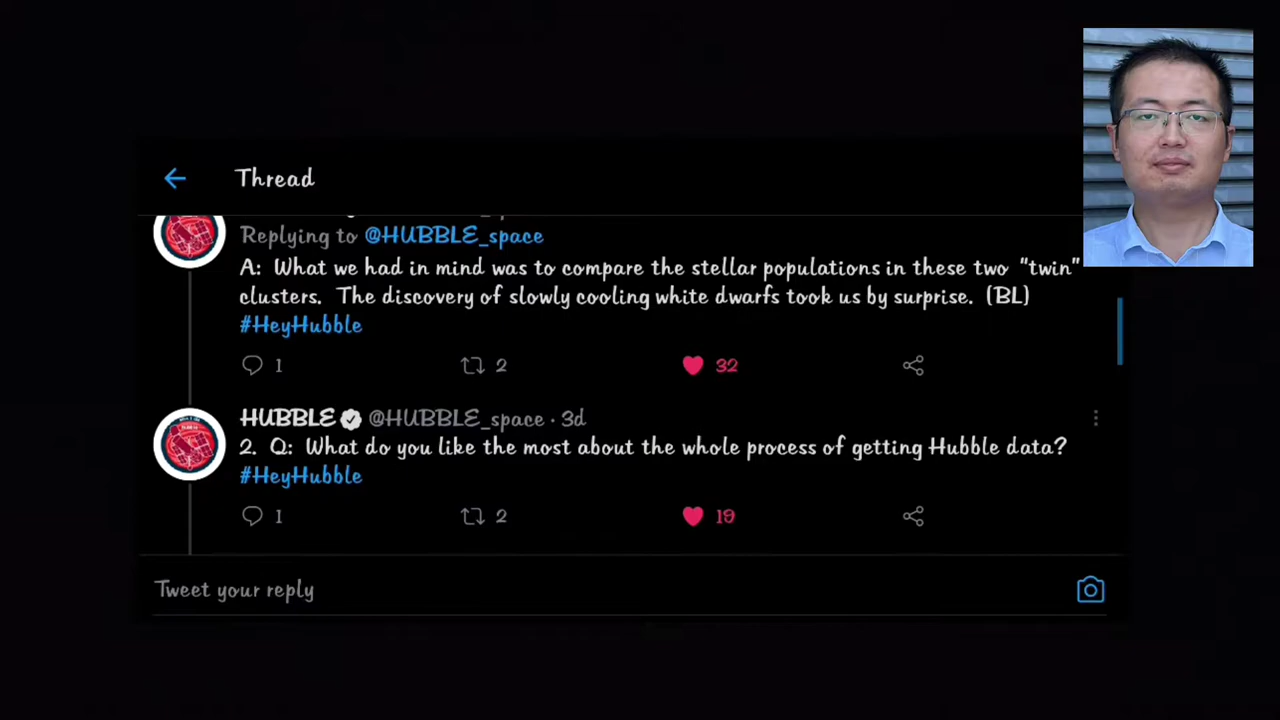 Thread
Replying to @HUBBLE_space
A: What we had in mind was to compare the stellar populations in these two "twin"
clusters. The discovery of slowly cooling white dwarfs took us by surprise. (BL)
#HeyHubble
1 2 32
HUBBLE @HUBBLE_space · 3d
2. Q: What do you like the most about the whole process of getting Hubble data?
#HeyHubble
1 2 19
Tweet your reply